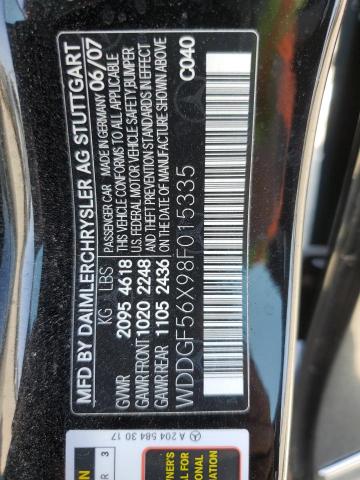 MFD BY DAIMLERCHRYSLER AG STUTTGART
06/07
KG LBS
GVWR 2095 4618
GAWR FRONT 1020 2248
GAWR REAR 1105 2436
PASSENGER CAR MADE IN GERMANY
THIS VEHICLE CONFORMS TO ALL APPLICABLE
U.S. FEDERAL MOTOR VEHICLE SAFETY, BUMPER
AND THEFT PREVENTION STANDARDS IN EFFECT
ON THE DATE OF MANUFACTURE SHOWN ABOVE
WDDGF56X98F015335
C040
A 204 584 30 17
R 3